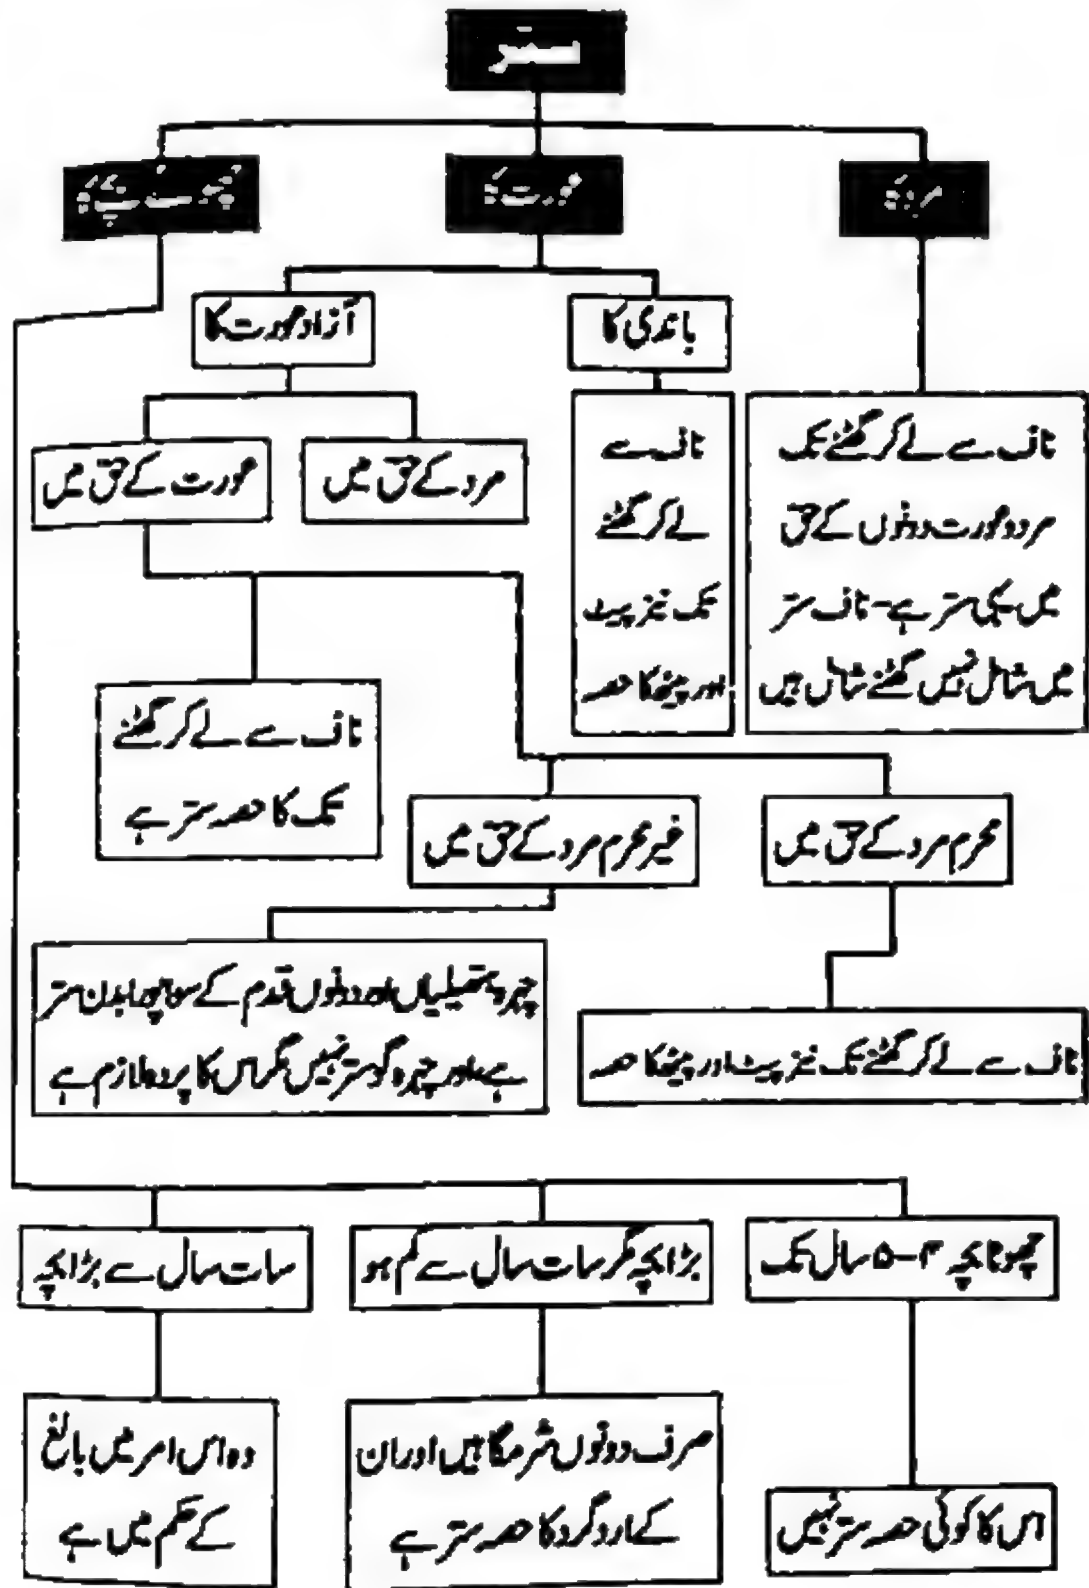 ستر
مرد کا
عورت کا
باندی کا
آزاد عورت کا
ناف سے لے کر گھٹنے تک
مرد و عورت دونوں کے حق
میں یہی ستر ہے - ناف ستر
میں شامل نہیں گھٹنے شامل ہیں
ناف سے
لے کر گھٹنے
تک نیز پیٹ
اور پیٹھ کا حصہ
مرد کے حق میں
عورت کے حق میں
ناف سے لے کر گھٹنے
تک کا حصہ ستر ہے
محرم مرد کے حق میں
غیر محرم مرد کے حق میں
ناف سے لے کر گھٹنے تک نیز پیٹ اور پیٹھ کا حصہ
چہرہ ہتھیلیاں اور دونوں قدم کے سوا پورا بدن ستر
ہے اور چہرہ گو ستر نہیں مگر اس کا پردہ لازم ہے
چھوٹا بچہ ۴-۵ سال تک
بڑا بچہ مگر سات سال سے کم ہو
سات سال سے بڑا بچہ
اس کا کوئی حصہ ستر نہیں
صرف دونوں شرمگاہیں اور ان
کے ارد گرد کا حصہ ستر ہے
وہ اس امر میں بالغ
کے حکم میں ہے